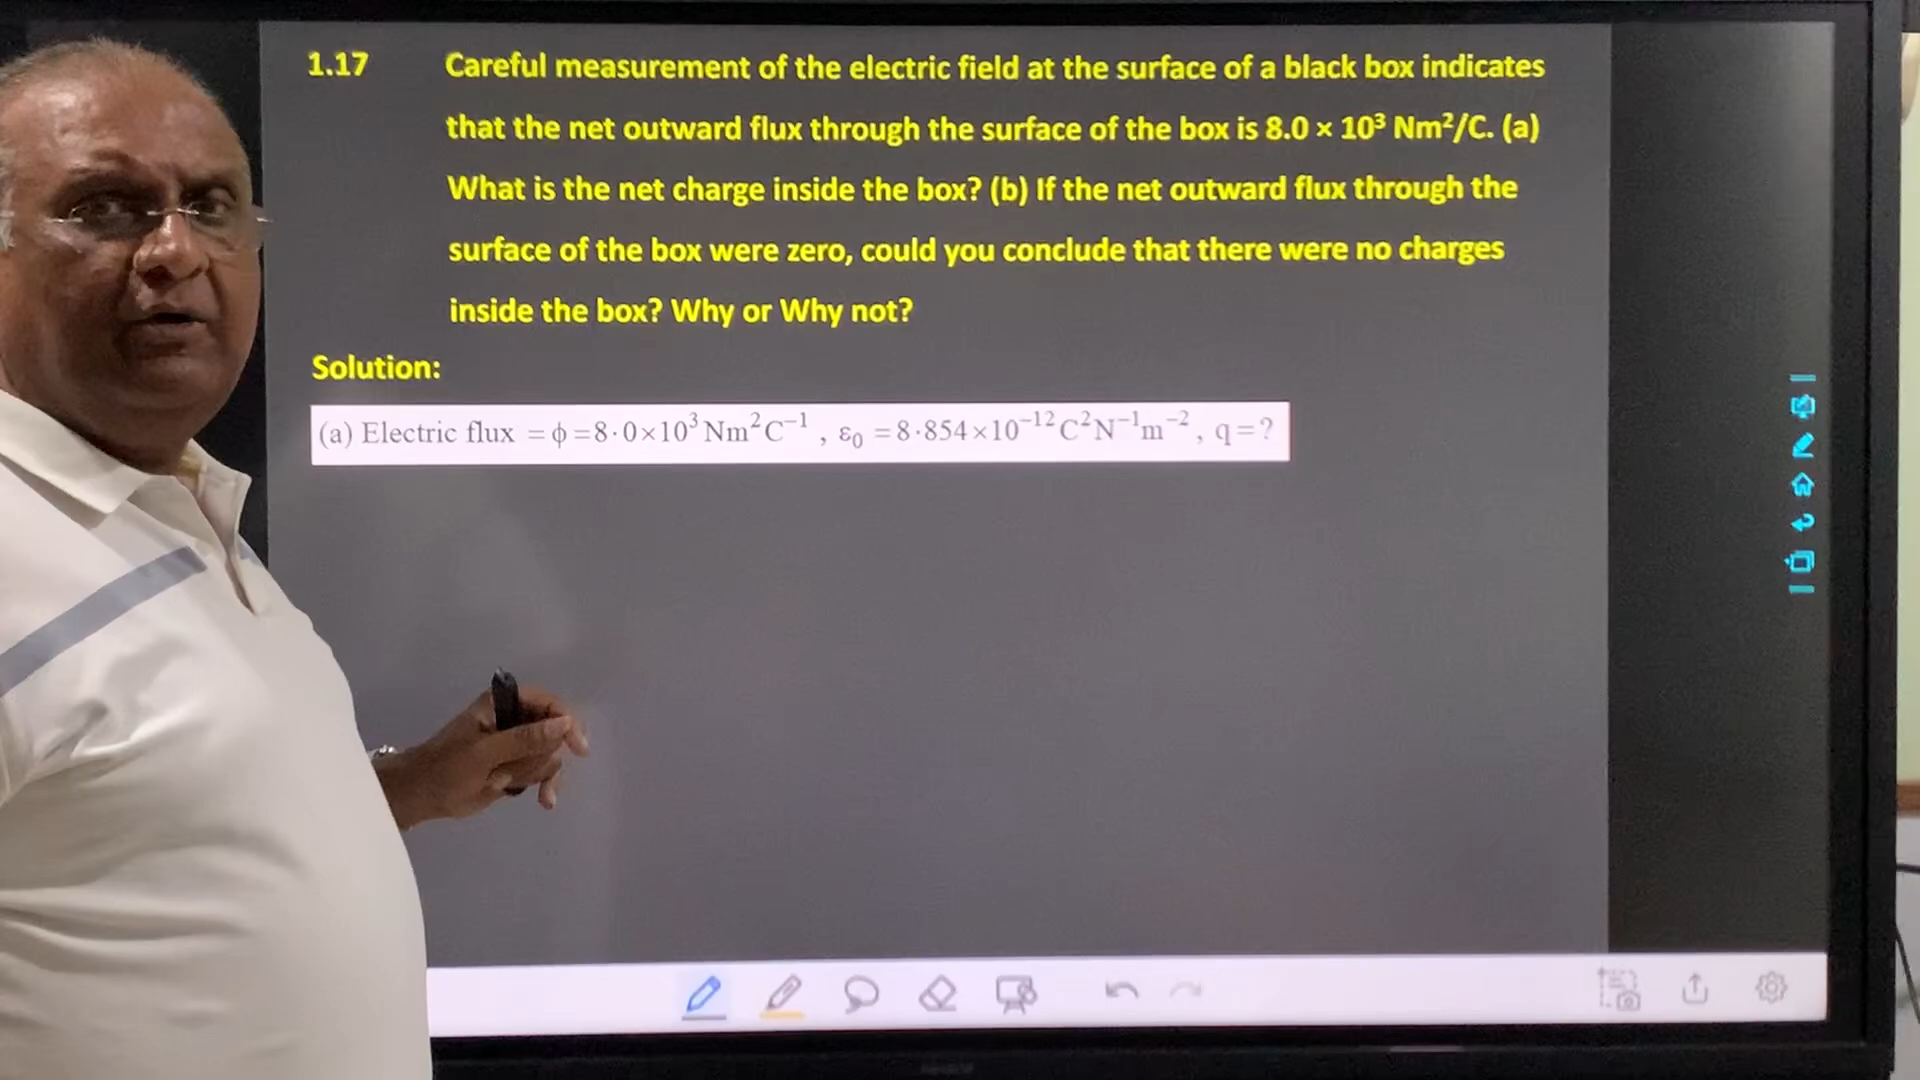 1.17 Careful measurement of the electric field at the surface of a black box indicates
that the net outward flux through the surface of the box is 8.0 × 10³ Nm²/C. (a)
What is the net charge inside the box? (b) If the net outward flux through the
surface of the box were zero, could you conclude that there were no charges
inside the box? Why or Why not?
Solution:
(a) Electric flux = ϕ = 8·0×10³ Nm²C⁻¹ , ε₀ = 8·854×10⁻¹² C²N⁻¹m⁻² , q = ?